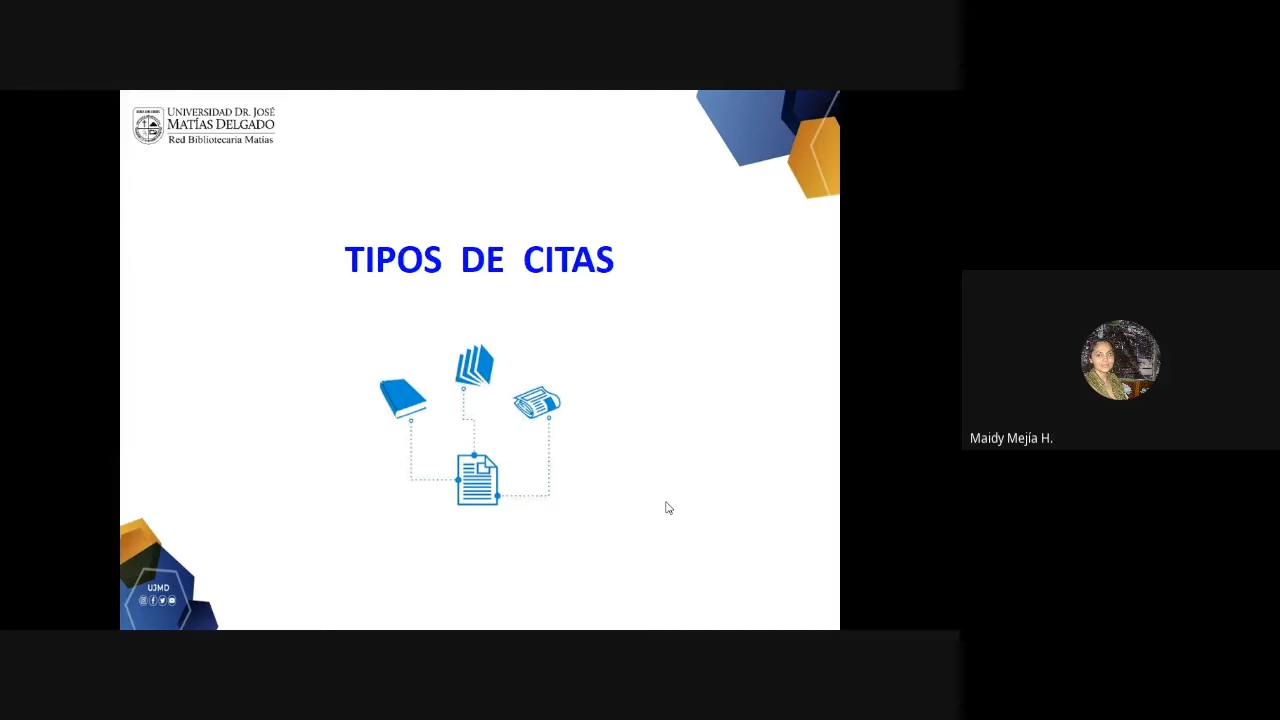 UNIVERSIDAD DR. JOSÉ
MATÍAS DELGADO
Red Bibliotecaria Matías
TIPOS DE CITAS
UJMD
Maidy Mejía H.